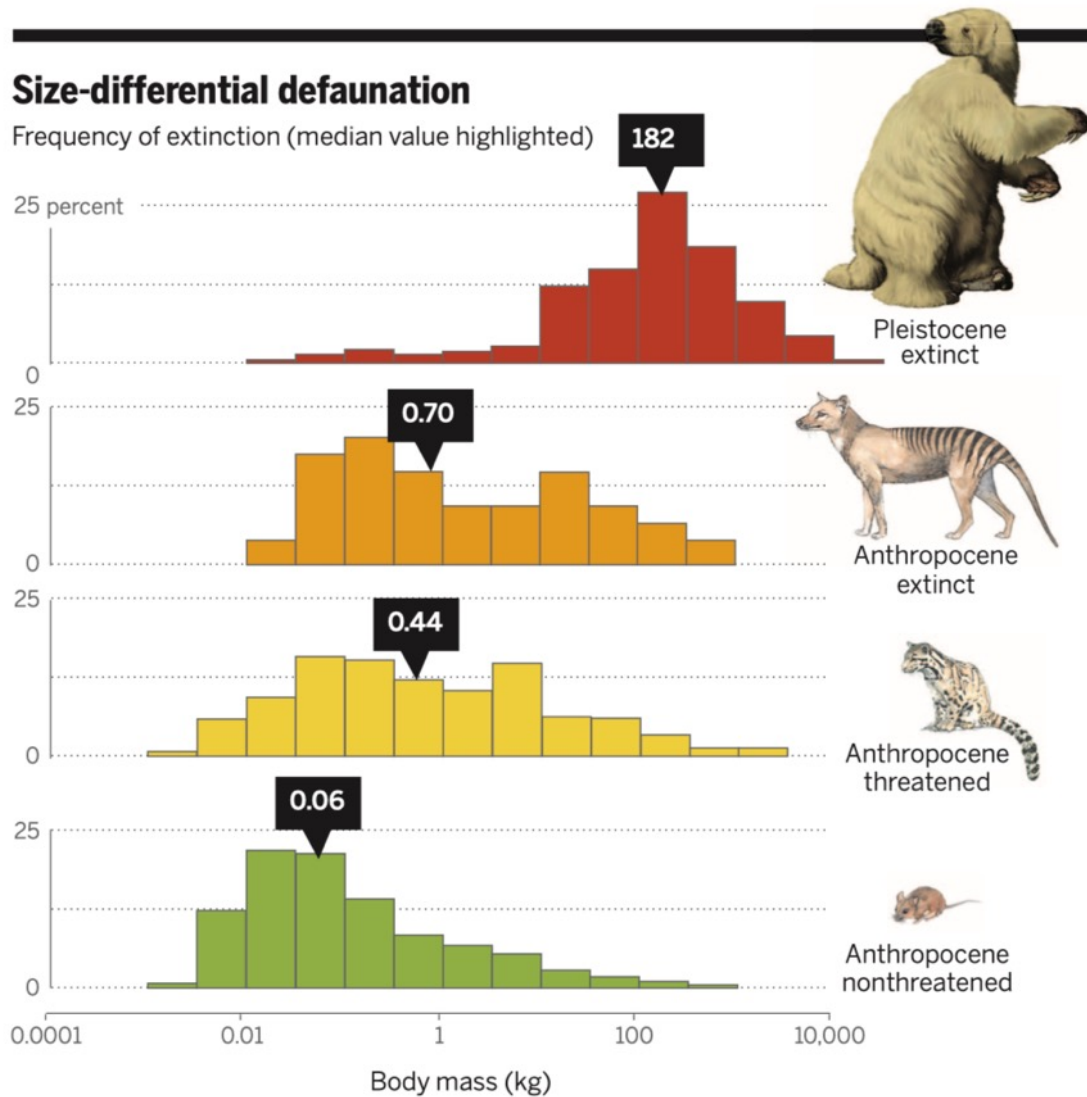 Size-differential defaunation
Frequency of extinction (median value highlighted)
182
25 percent
0
Pleistocene
extinct
25
0.70
0
Anthropocene
extinct
25
0.44
0
Anthropocene
threatened
25
0.06
0
Anthropocene
nonthreatened
0.0001
0.01
1
100
10,000
Body mass (kg)